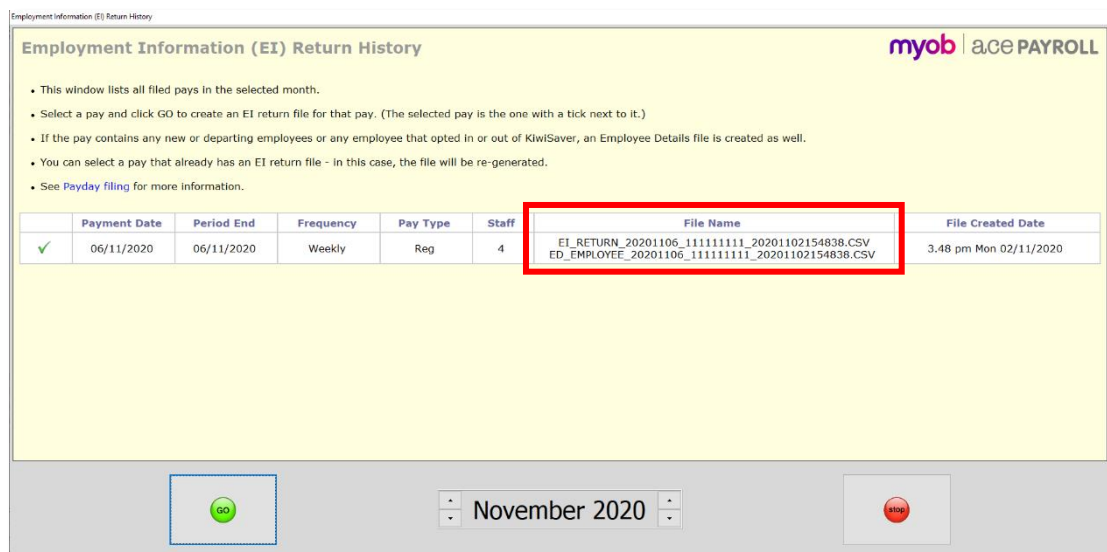 Employment Information (EI) Return History
Employment Information (EI) Return History
myob ace PAYROLL
• This window lists all filed pays in the selected month.
• Select a pay and click GO to create an EI return file for that pay. (The selected pay is the one with a tick next to it.)
• If the pay contains any new or departing employees or any employee that opted in or out of KiwiSaver, an Employee Details file is created as well.
• You can select a pay that already has an EI return file - in this case, the file will be re-generated.
• See Payday filing for more information.
Payment Date Period End Frequency Pay Type Staff File Name File Created Date
06/11/2020 06/11/2020 Weekly Reg 4 EI_RETURN_20201106_111111111_20201102154838.CSV 3.48 pm Mon 02/11/2020
ED_EMPLOYEE_20201106_111111111_20201102154838.CSV
GO November 2020 stop